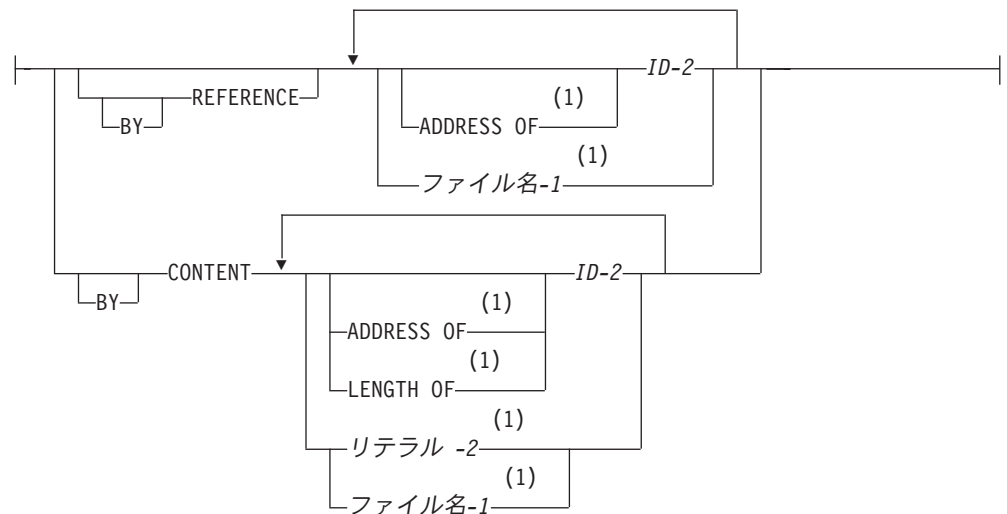 ID-2
REFERENCE
(1)
BY
ADDRESS OF
(1)
ファイル名-1
CONTENT
ID-2
BY
(1)
ADDRESS OF
(1)
LENGTH OF
(1)
リテラル -2
(1)
ファイル名-1